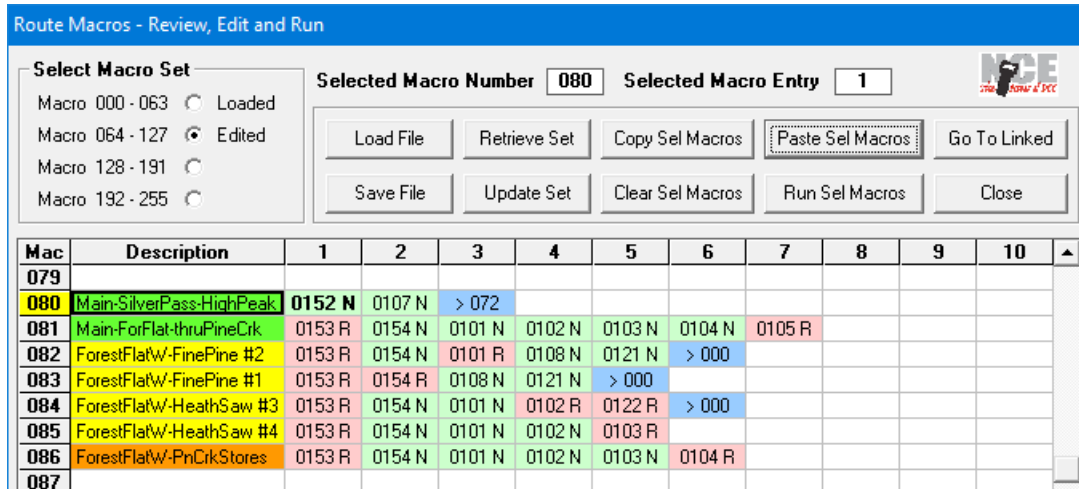 Route Macros - Review, Edit and Run
Select Macro Set
Macro 000 - 063 Loaded
Macro 064 - 127 Edited
Macro 128 - 191
Macro 192 - 255
Selected Macro Number 080 Selected Macro Entry 1
NCE
Load File Retrieve Set Copy Sel Macros Paste Sel Macros Go To Linked
Save File Update Set Clear Sel Macros Run Sel Macros Close
Mac Description 1 2 3 4 5 6 7 8 9 10
079
080 Main-SilverPass-HighPeak 0152 N 0107 N > 072
081 Main-ForFlat-thruPineCrk 0153 R 0154 N 0101 N 0102 N 0103 N 0104 N 0105 R
082 ForestFlatW-FinePine #2 0153 R 0154 N 0101 R 0108 N 0121 N > 000
083 ForestFlatW-FinePine #1 0153 R 0154 R 0108 N 0121 N > 000
084 ForestFlatW-HeathSaw #3 0153 R 0154 N 0101 N 0102 R 0122 R > 000
085 ForestFlatW-HeathSaw #4 0153 R 0154 N 0101 N 0102 N 0103 R
086 ForestFlatW-PnCrkStores 0153 R 0154 N 0101 N 0102 N 0103 N 0104 R
087